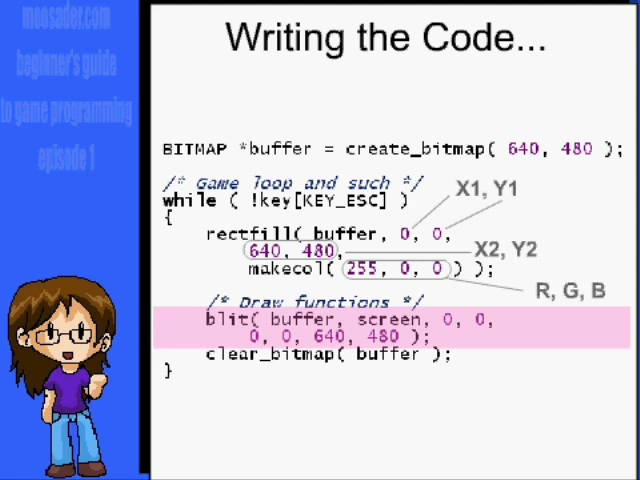 moosader.com
beginner's guide
to game programming
episode 1
Writing the Code...
BITMAP *buffer = create_bitmap( 640, 480 );
/* Game loop and such */
while ( !key[KEY_ESC] )
{
rectfill( buffer, 0, 0,
640, 480,
makecol( 255, 0, 0 ) );
/* Draw functions */
blit( buffer, screen, 0, 0,
0, 0, 640, 480 );
clear_bitmap( buffer );
}
X1, Y1
X2, Y2
R, G, B